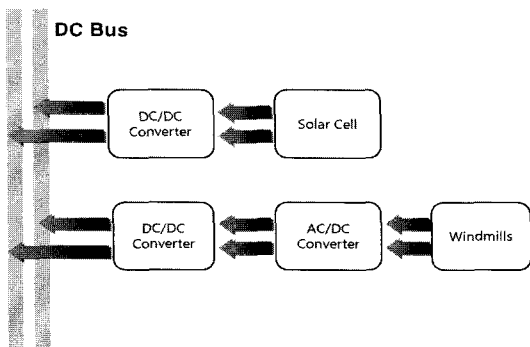 DC Bus
DC/DC
Converter
Solar Cell
DC/DC
Converter
AC/DC
Converter
Windmills